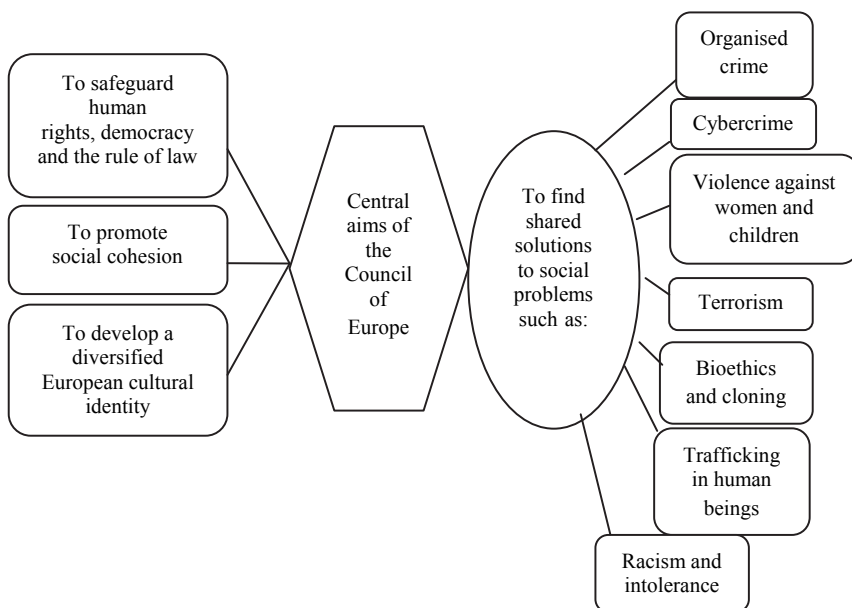 To safeguard
human
rights, democracy
and the rule of law
To promote
social cohesion
To develop a
diversified
European cultural
identity
Central
aims of
the
Council
of
Europe
To find
shared
solutions
to social
problems
such as:
Organised
crime
Cybercrime
Violence against
women and
children
Terrorism
Bioethics
and cloning
Trafficking
in human
beings
Racism and
intolerance